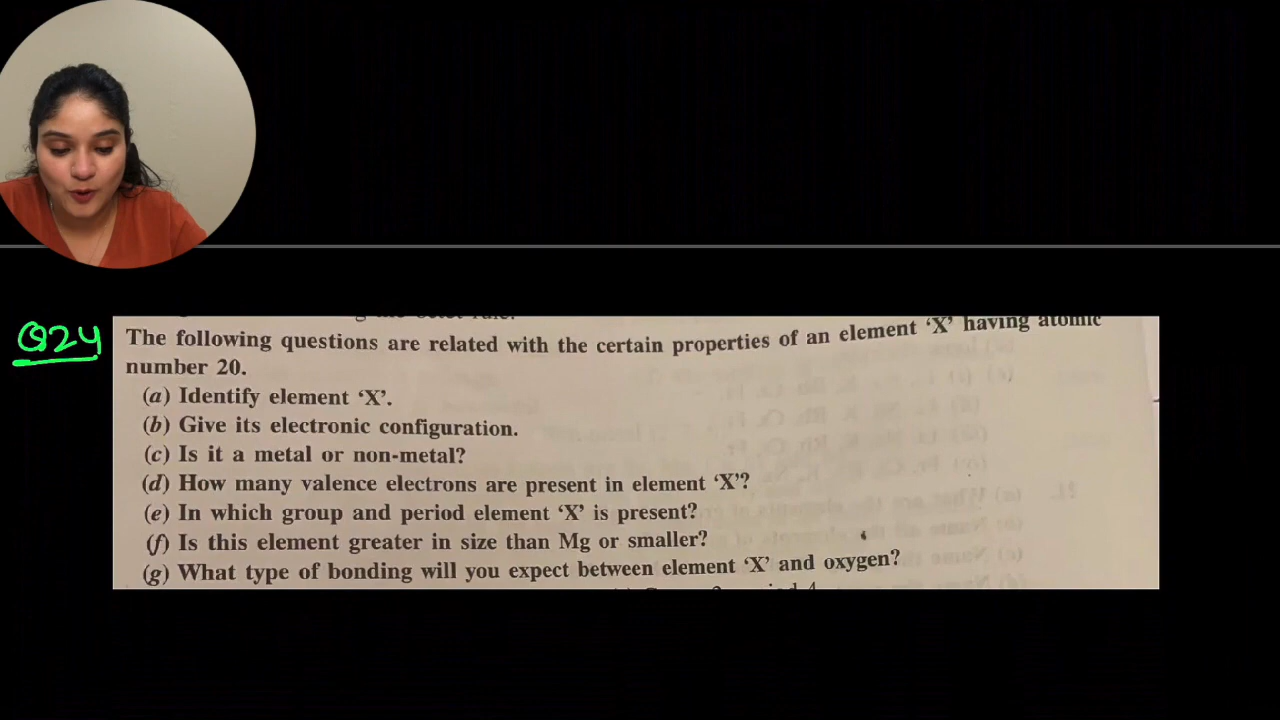 the octet rule.
Q24
The following questions are related with the certain properties of an element ‘X’ having atomic
number 20.
(a) Identify element ‘X’.
(b) Give its electronic configuration.
(c) Is it a metal or non-metal?
(d) How many valence electrons are present in element ‘X’?
(e) In which group and period element ‘X’ is present?
(f) Is this element greater in size than Mg or smaller?
(g) What type of bonding will you expect between element ‘X’ and oxygen?